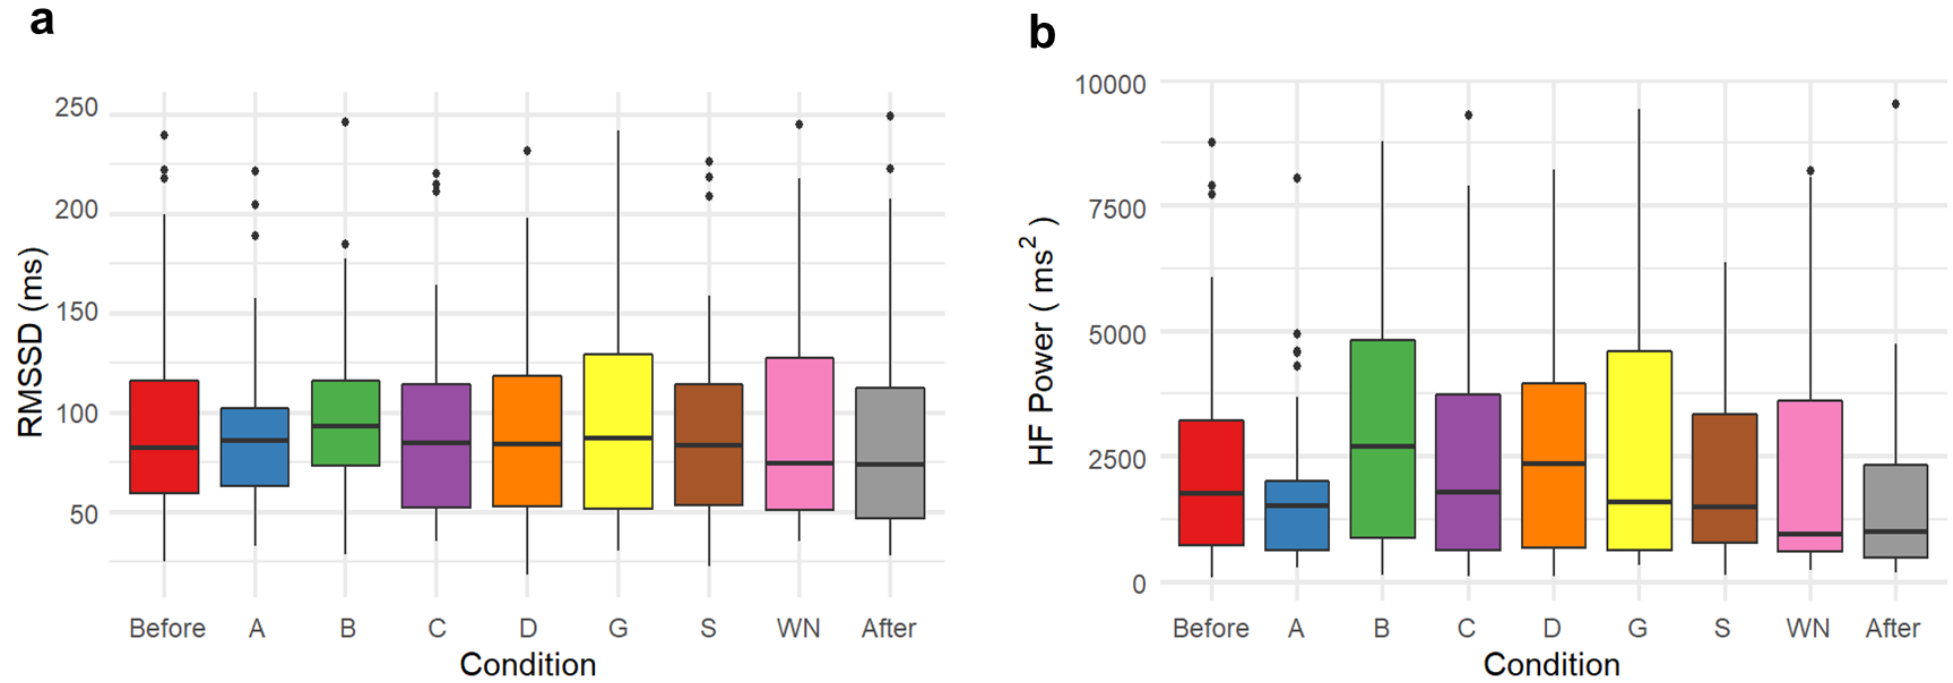 a
RMSSD (ms)
250
200
150
100
50
Before A B C D G S WN After
Condition
b
HF Power ( ms² )
10000
7500
5000
2500
0
Before A B C D G S WN After
Condition